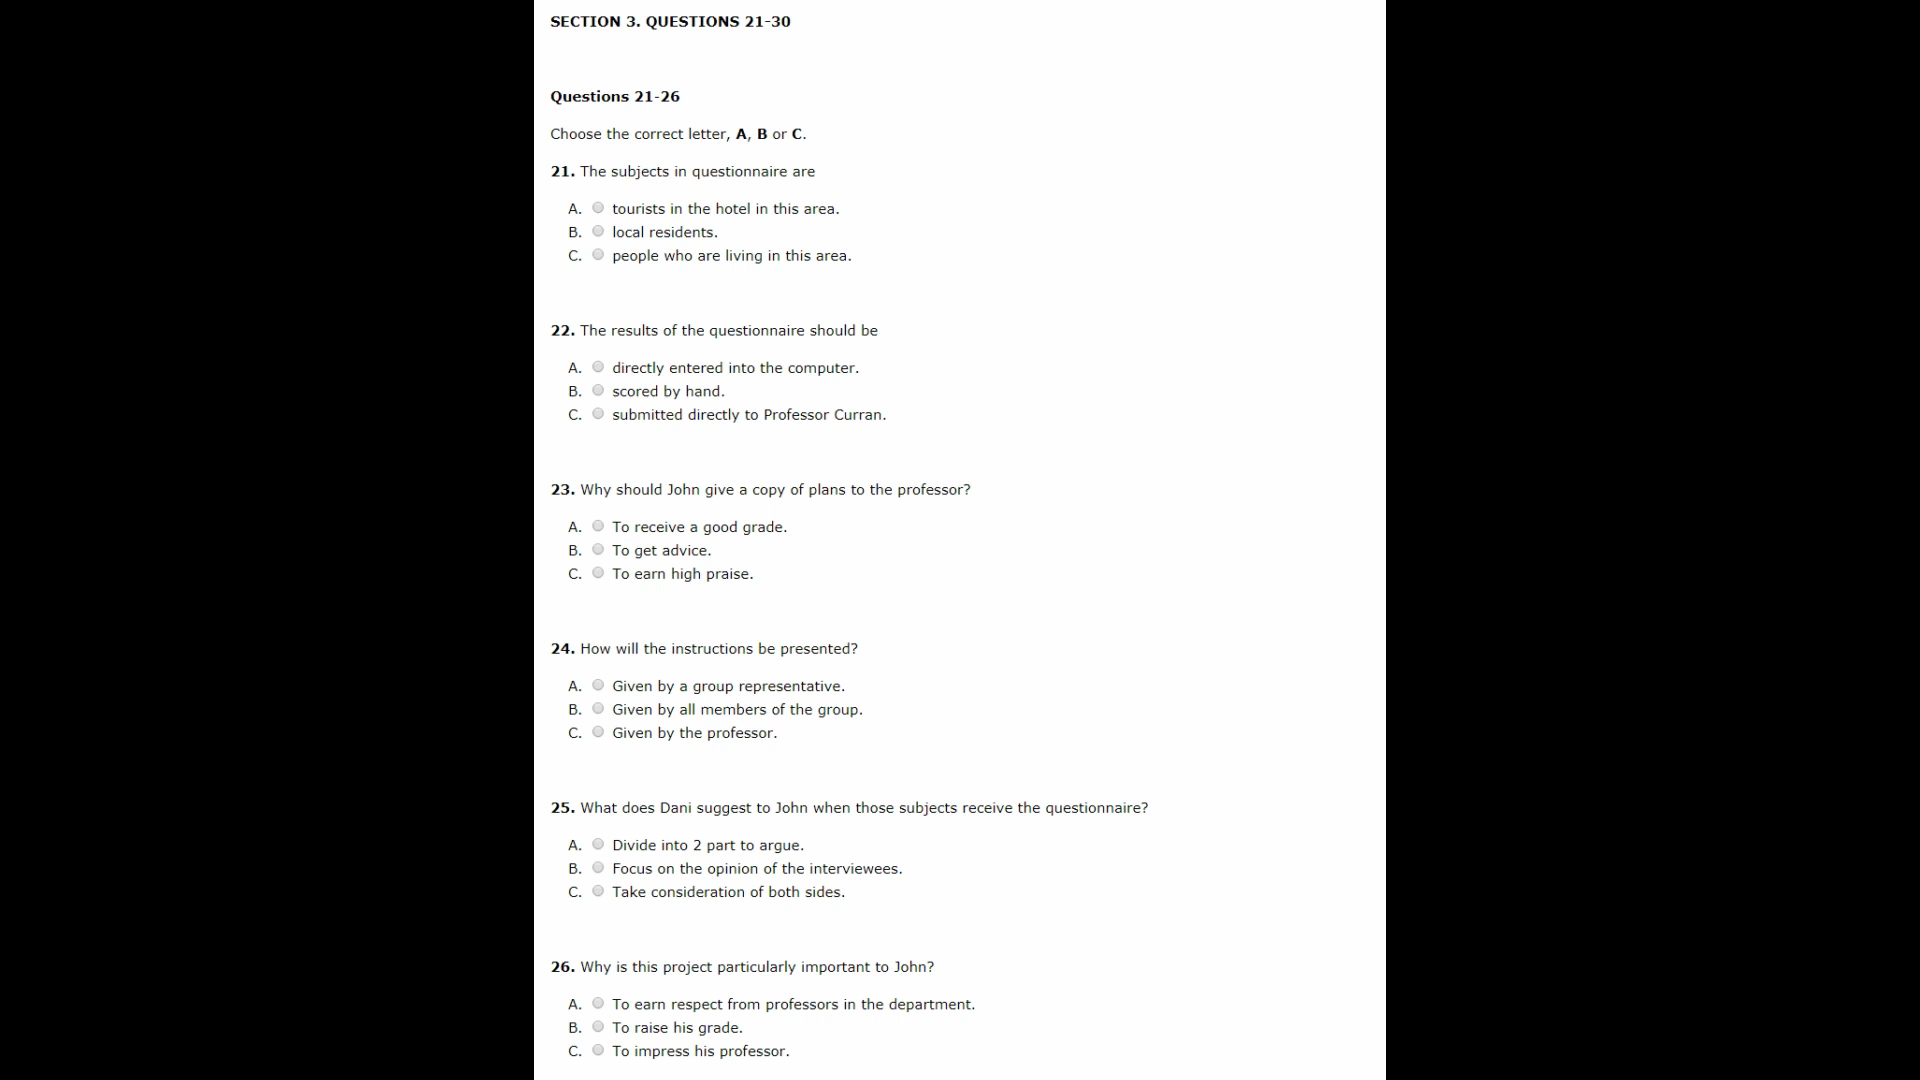 SECTION 3. QUESTIONS 21-30
Questions 21-26
Choose the correct letter, A, B or C.
21. The subjects in questionnaire are
A. tourists in the hotel in this area.
B. local residents.
C. people who are living in this area.
22. The results of the questionnaire should be
A. directly entered into the computer.
B. scored by hand.
C. submitted directly to Professor Curran.
23. Why should John give a copy of plans to the professor?
A. To receive a good grade.
B. To get advice.
C. To earn high praise.
24. How will the instructions be presented?
A. Given by a group representative.
B. Given by all members of the group.
C. Given by the professor.
25. What does Dani suggest to John when those subjects receive the questionnaire?
A. Divide into 2 part to argue.
B. Focus on the opinion of the interviewees.
C. Take consideration of both sides.
26. Why is this project particularly important to John?
A. To earn respect from professors in the department.
B. To raise his grade.
C. To impress his professor.